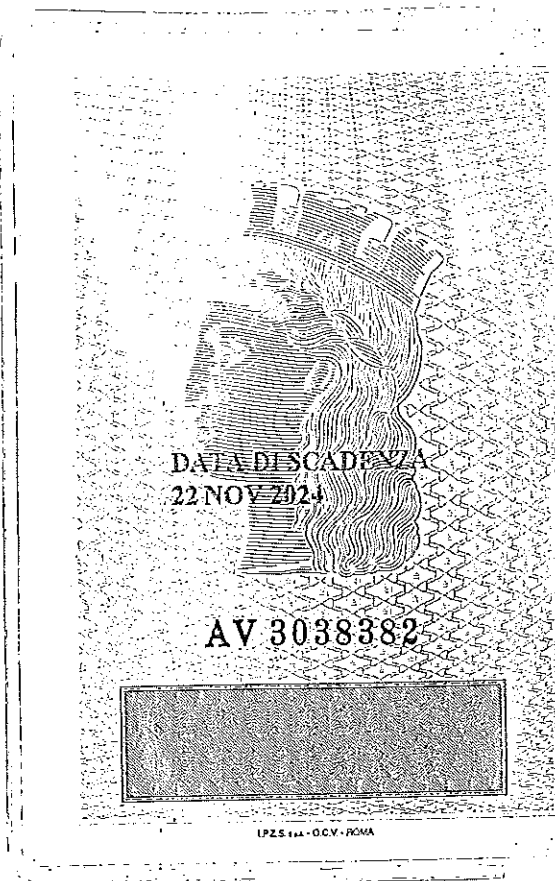 DATA DI SCADENZA
22 NOV 2024
AV 3038382
I.P.Z.S. s.p.a. - O.C.V. - ROMA